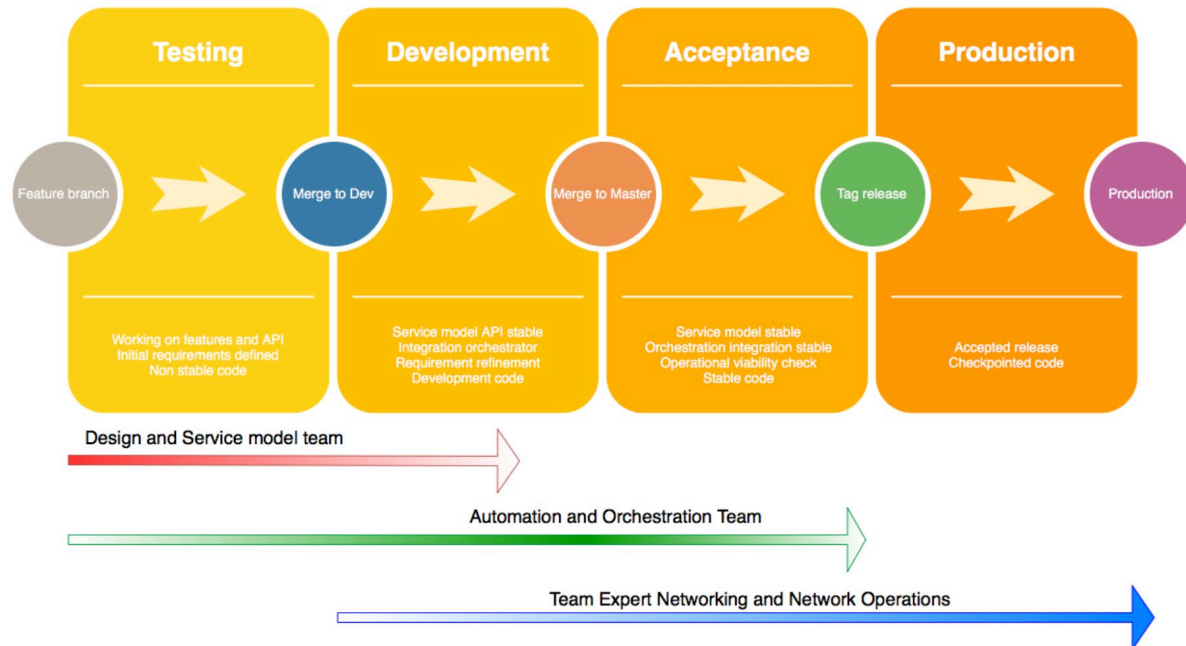 Testing
Development
Acceptance
Production
Feature branch
Merge to Dev
Merge to Master
Tag release
Production
Working on features and API
Initial requirements defined
Non stable code
Service model API stable
Integration orchestrator
Requirement refinement
Development code
Service model stable
Orchestration integration stable
Operational viability check
Stable code
Accepted release
Checkpointed code
Design and Service model team
Automation and Orchestration Team
Team Expert Networking and Network Operations